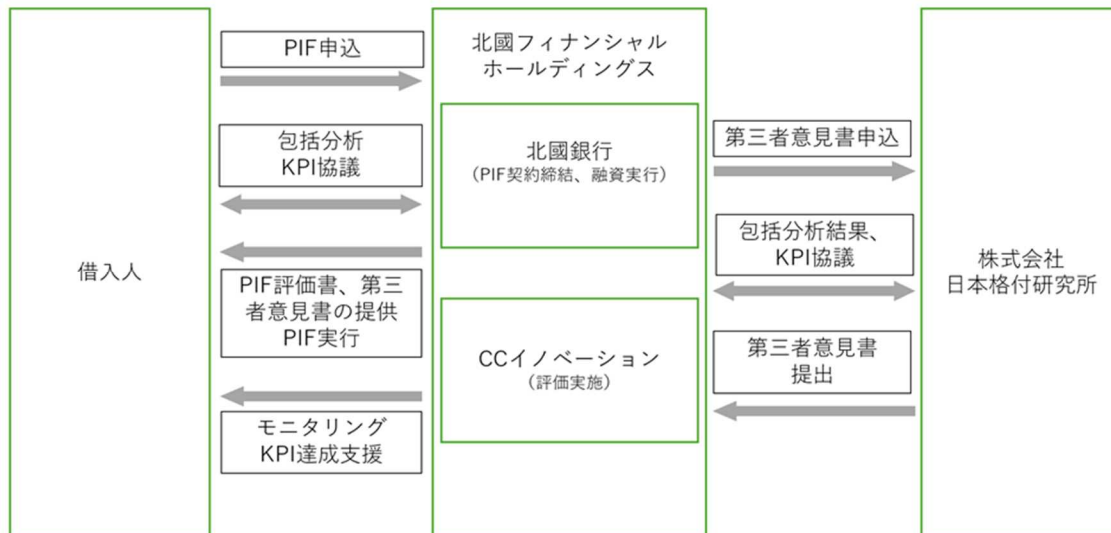 PIF申込
包括分析
KPI協議
PIF評価書、第三
者意見書の提供
PIF実行
モニタリング
KPI達成支援
借入人
北國フィナンシャル
ホールディングス
北國銀行
（PIF契約締結、融資実行）
CCイノベーション
（評価実施）
第三者意見書申込
包括分析結果、
KPI協議
第三者意見書
提出
株式会社
日本格付研究所